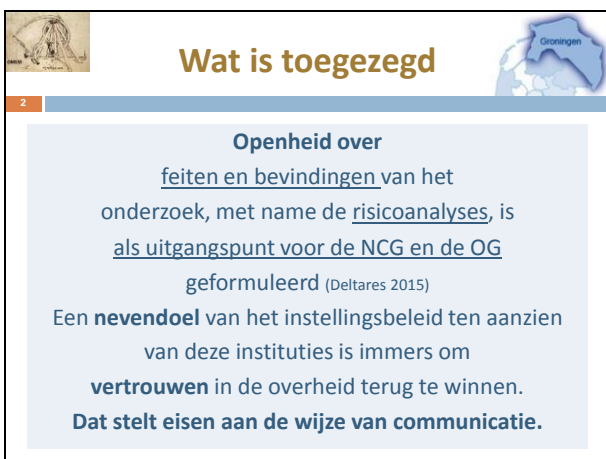 Wat is toegezegd
Groningen
2
Openheid over
feiten en bevindingen van het
onderzoek, met name de risicoanalyses, is
als uitgangspunt voor de NCG en de OG
geformuleerd (Deltares 2015)
Een nevendoel van het instellingsbeleid ten aanzien
van deze instituties is immers om
vertrouwen in de overheid terug te winnen.
Dat stelt eisen aan de wijze van communicatie.